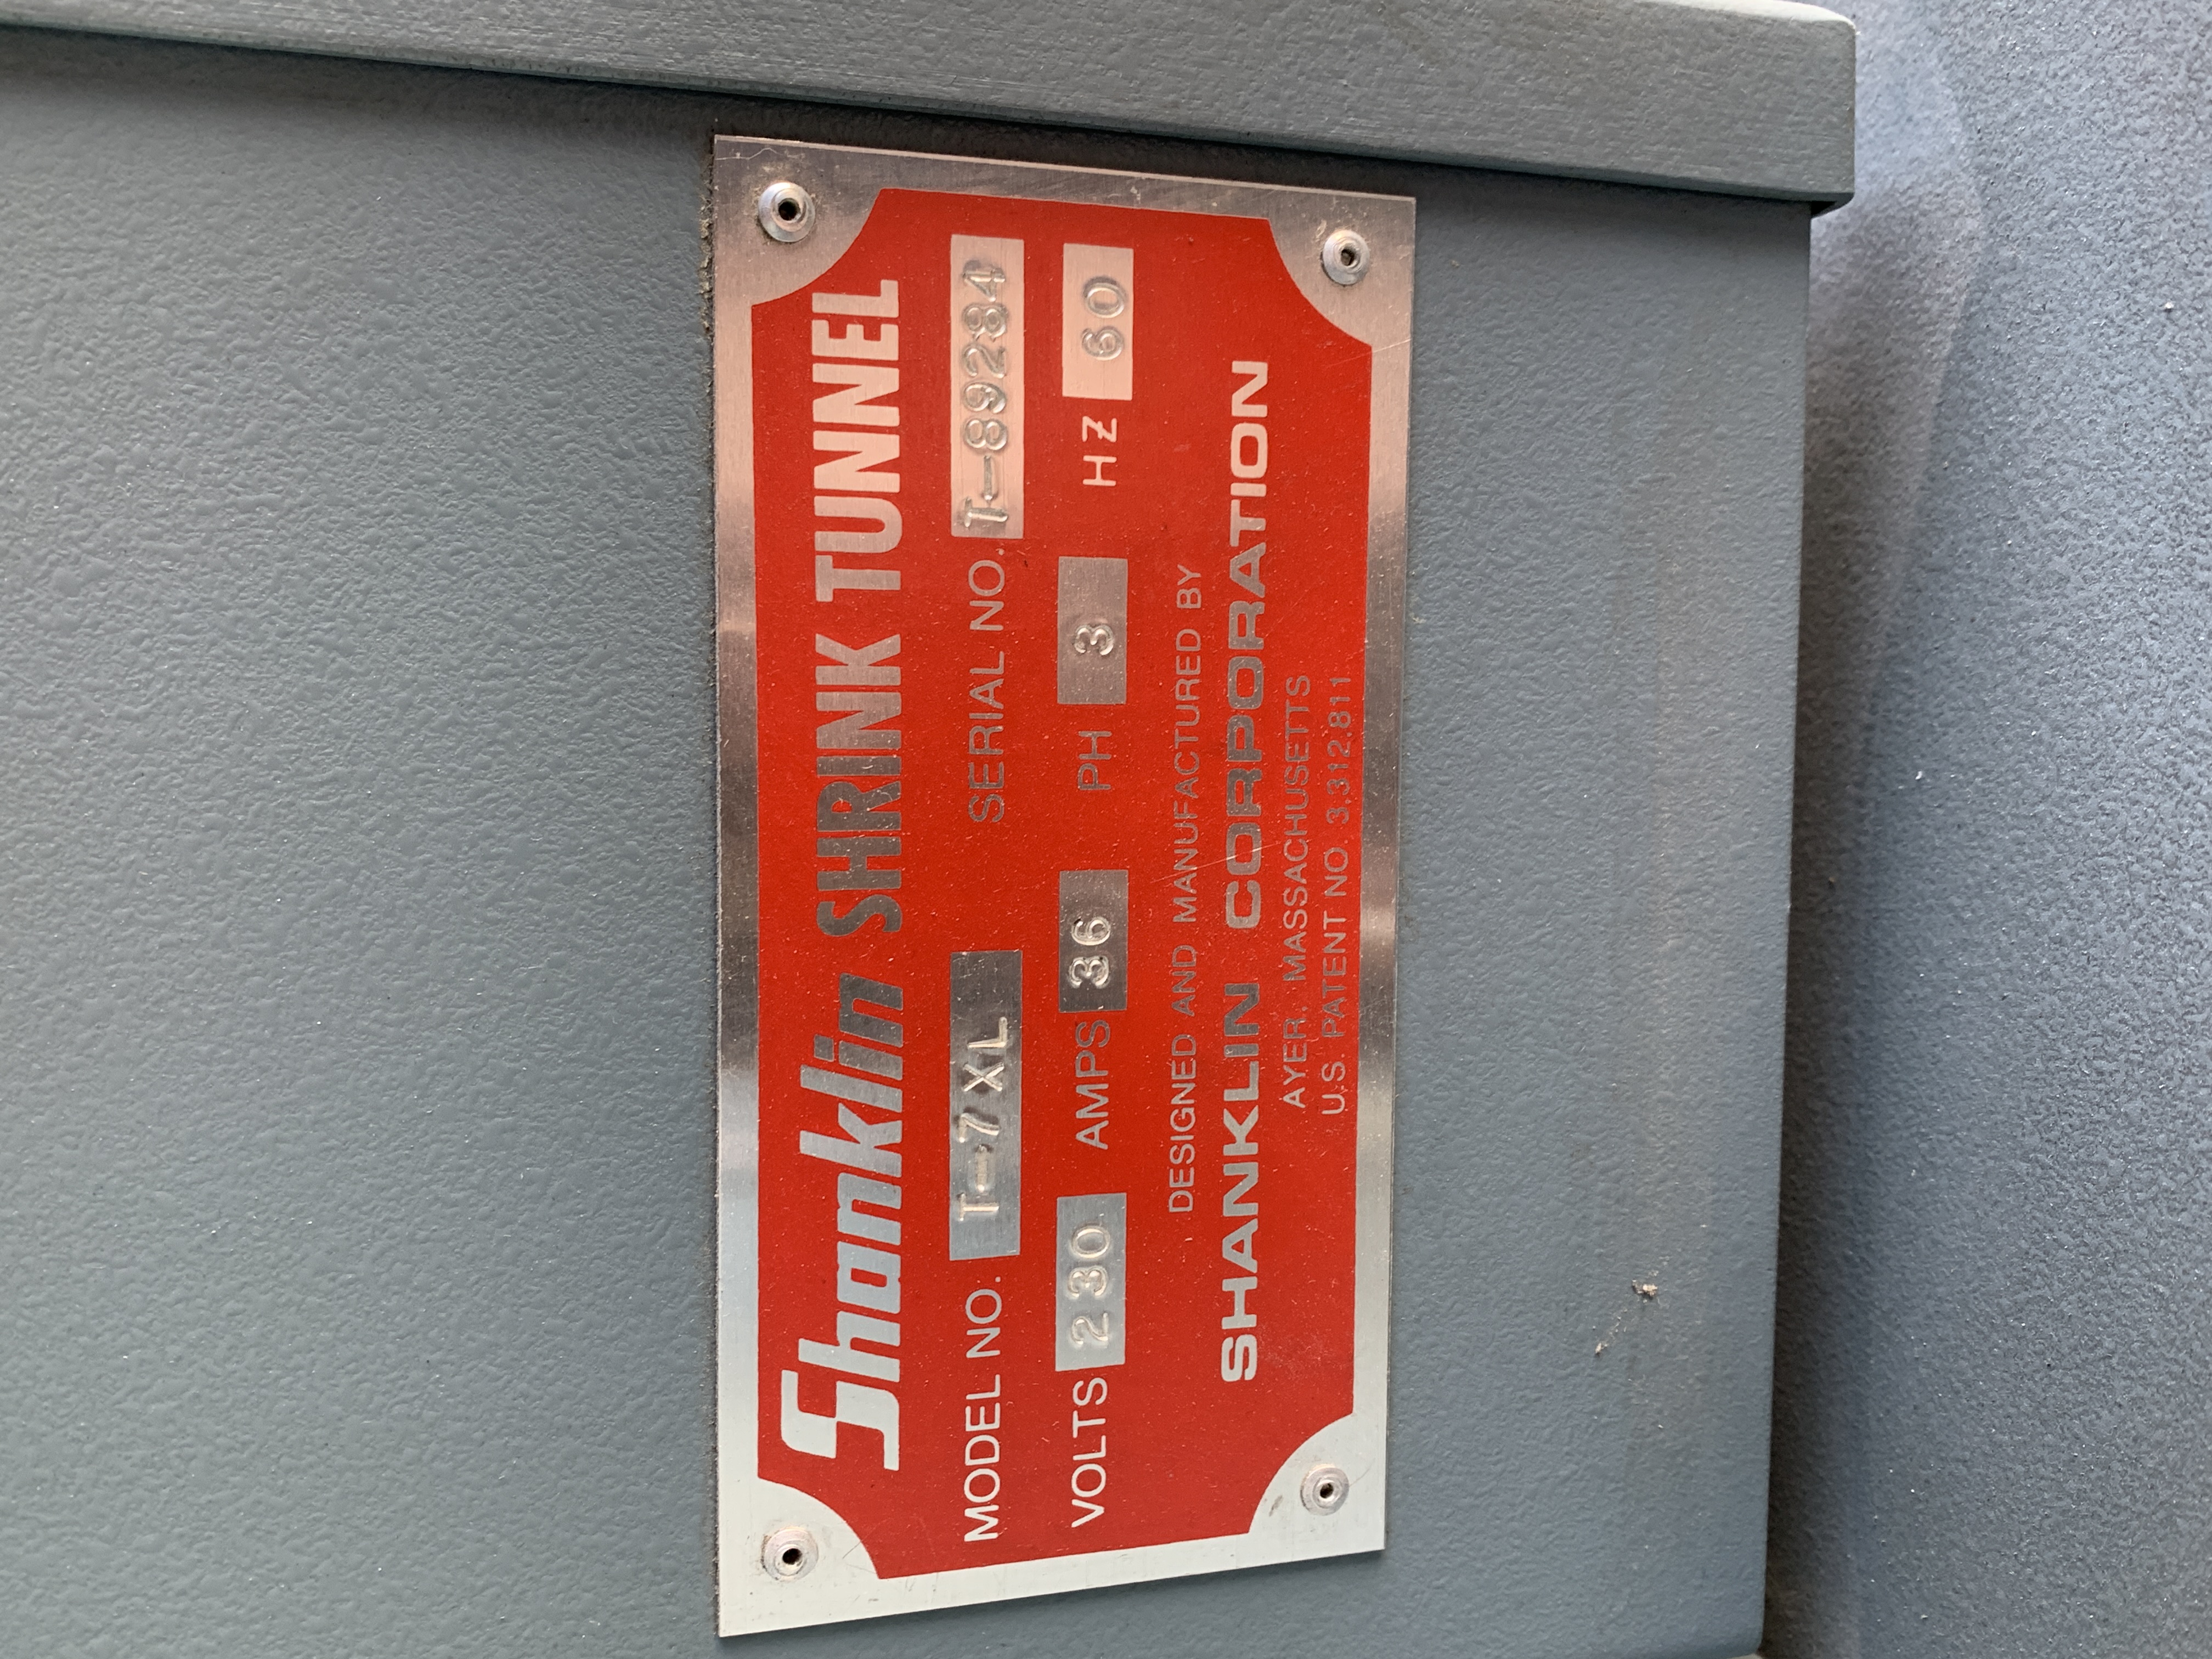 Shanklin SHRINK TUNNEL
MODEL NO. T-7XL SERIAL NO. T-89284
VOLTS 230 AMPS 36 PH 3 HZ 60
DESIGNED AND MANUFACTURED BY
SHANKLIN CORPORATION
AYER, MASSACHUSETTS
U.S. PATENT NO. 3,312,811